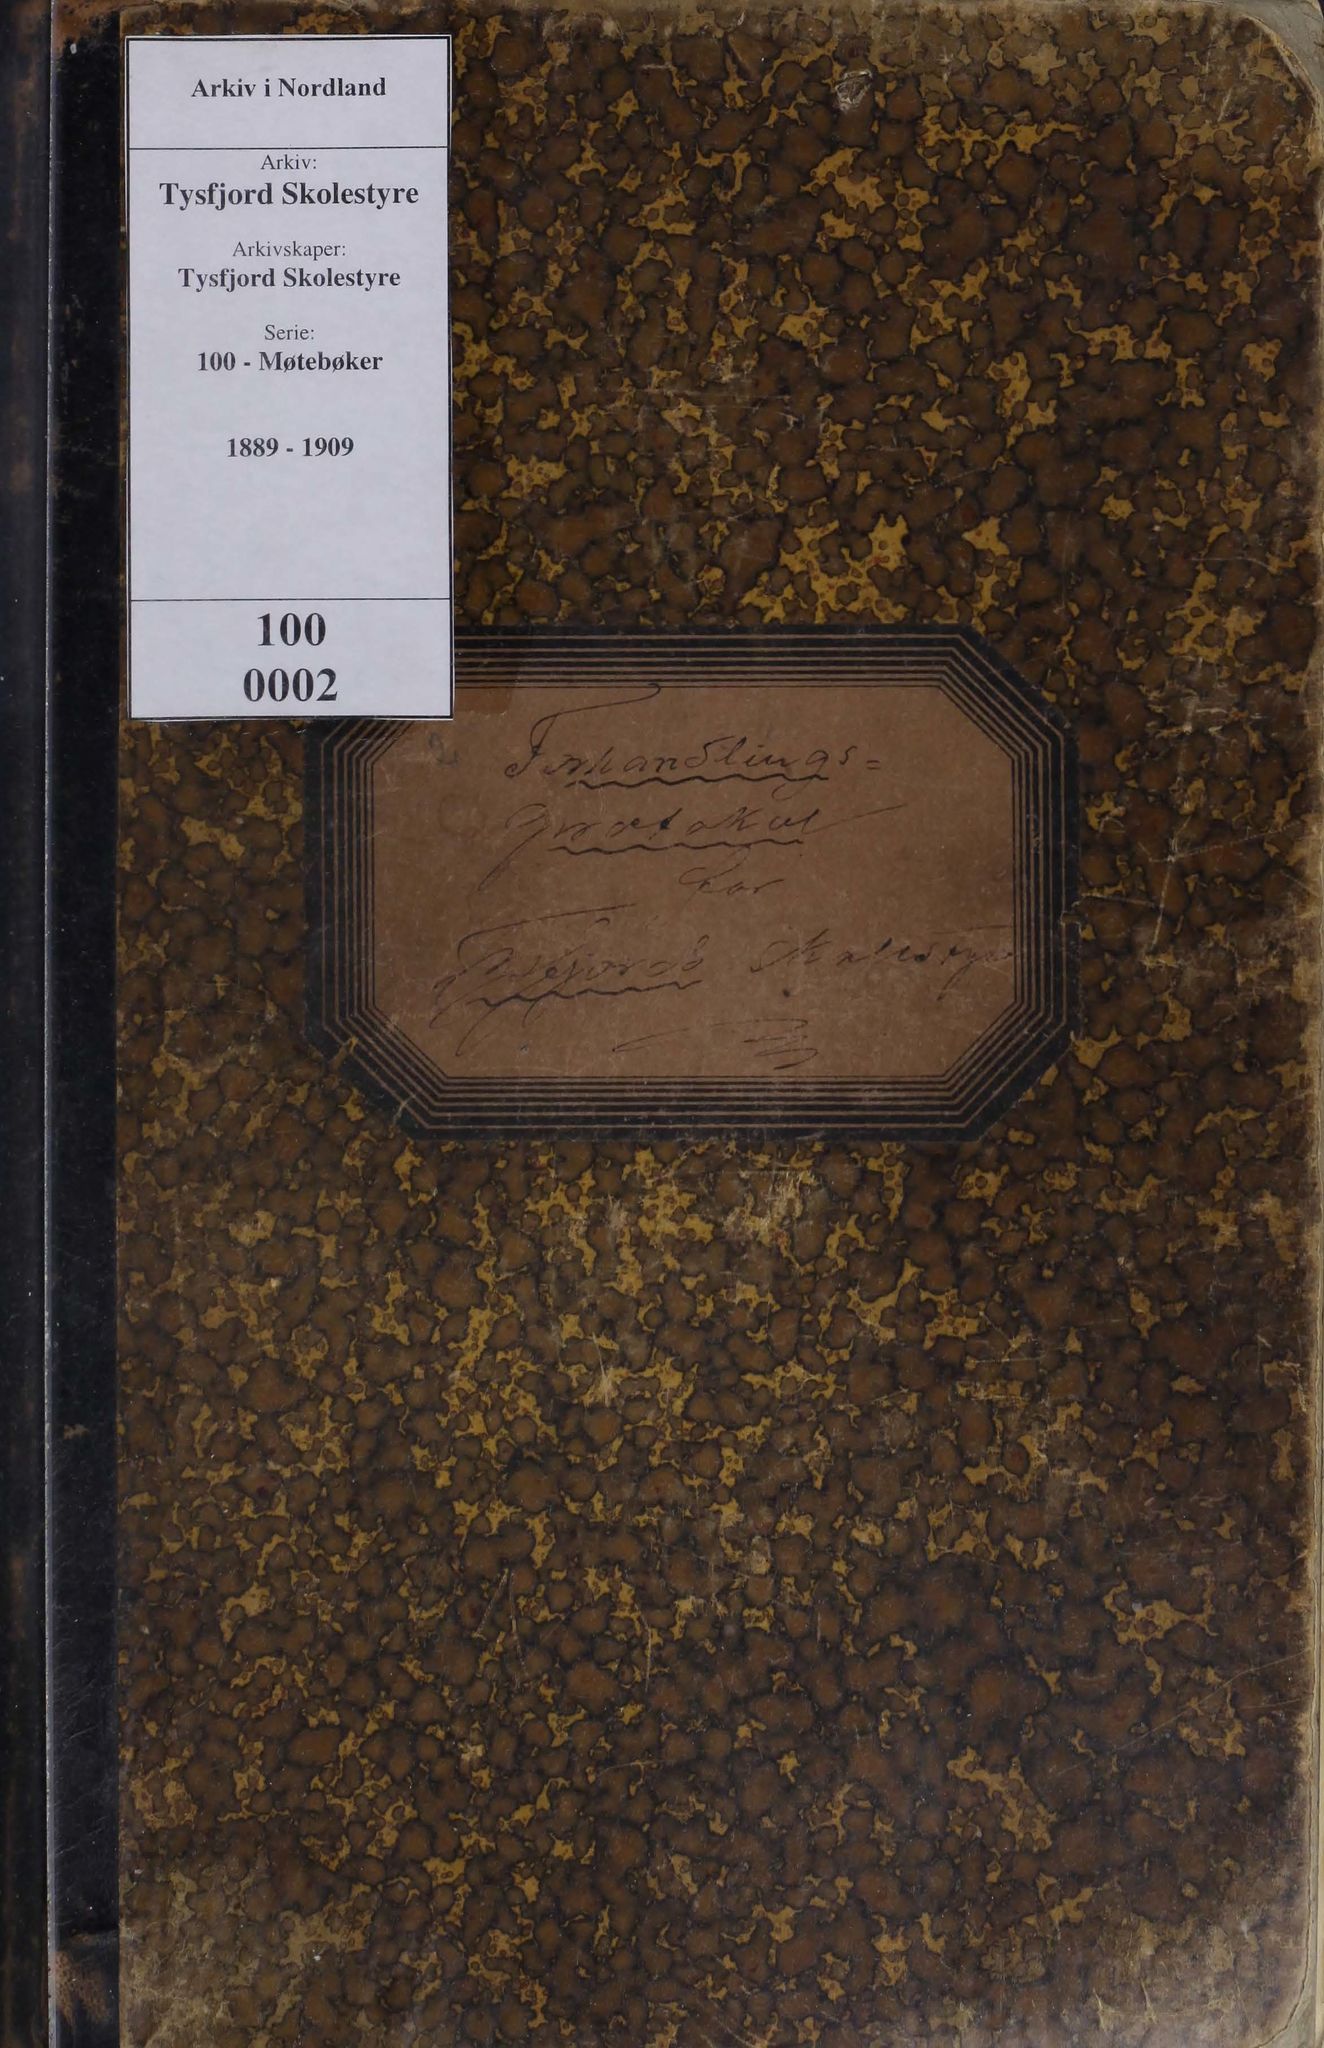 Arkiv i Nordland
Arkiv:
Tysfjord Skolestyre
Arkivskaper:
Tysfjord Skolestyre
Serie:
100 - Møtebøker
1889 - 1909
100
0002
Forhandlings=
protokol
for
Tysfjords Skolestyre